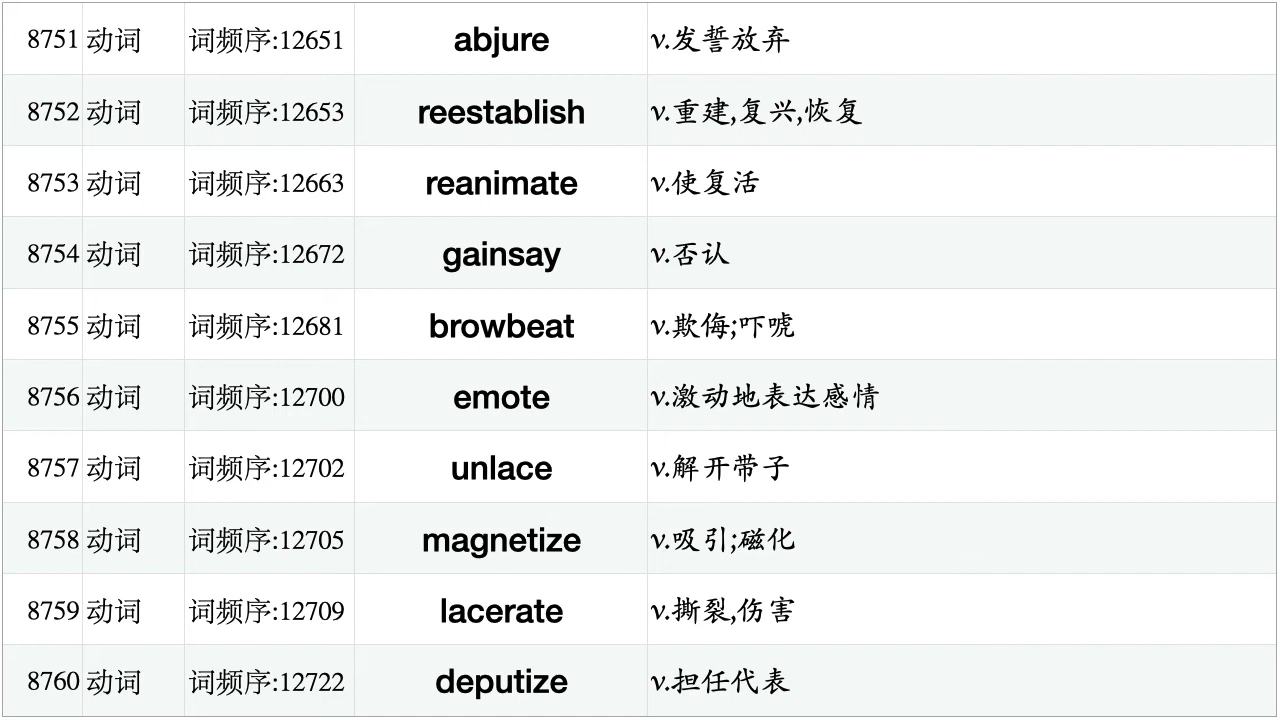 8751 动词 词频序:12651 abjure v.发誓放弃
8752 动词 词频序:12653 reestablish v.重建,复兴,恢复
8753 动词 词频序:12663 reanimate v.使复活
8754 动词 词频序:12672 gainsay v.否认
8755 动词 词频序:12681 browbeat v.欺侮;吓唬
8756 动词 词频序:12700 emote v.激动地表达感情
8757 动词 词频序:12702 unlace v.解开带子
8758 动词 词频序:12705 magnetize v.吸引;磁化
8759 动词 词频序:12709 lacerate v.撕裂,伤害
8760 动词 词频序:12722 deputize v.担任代表